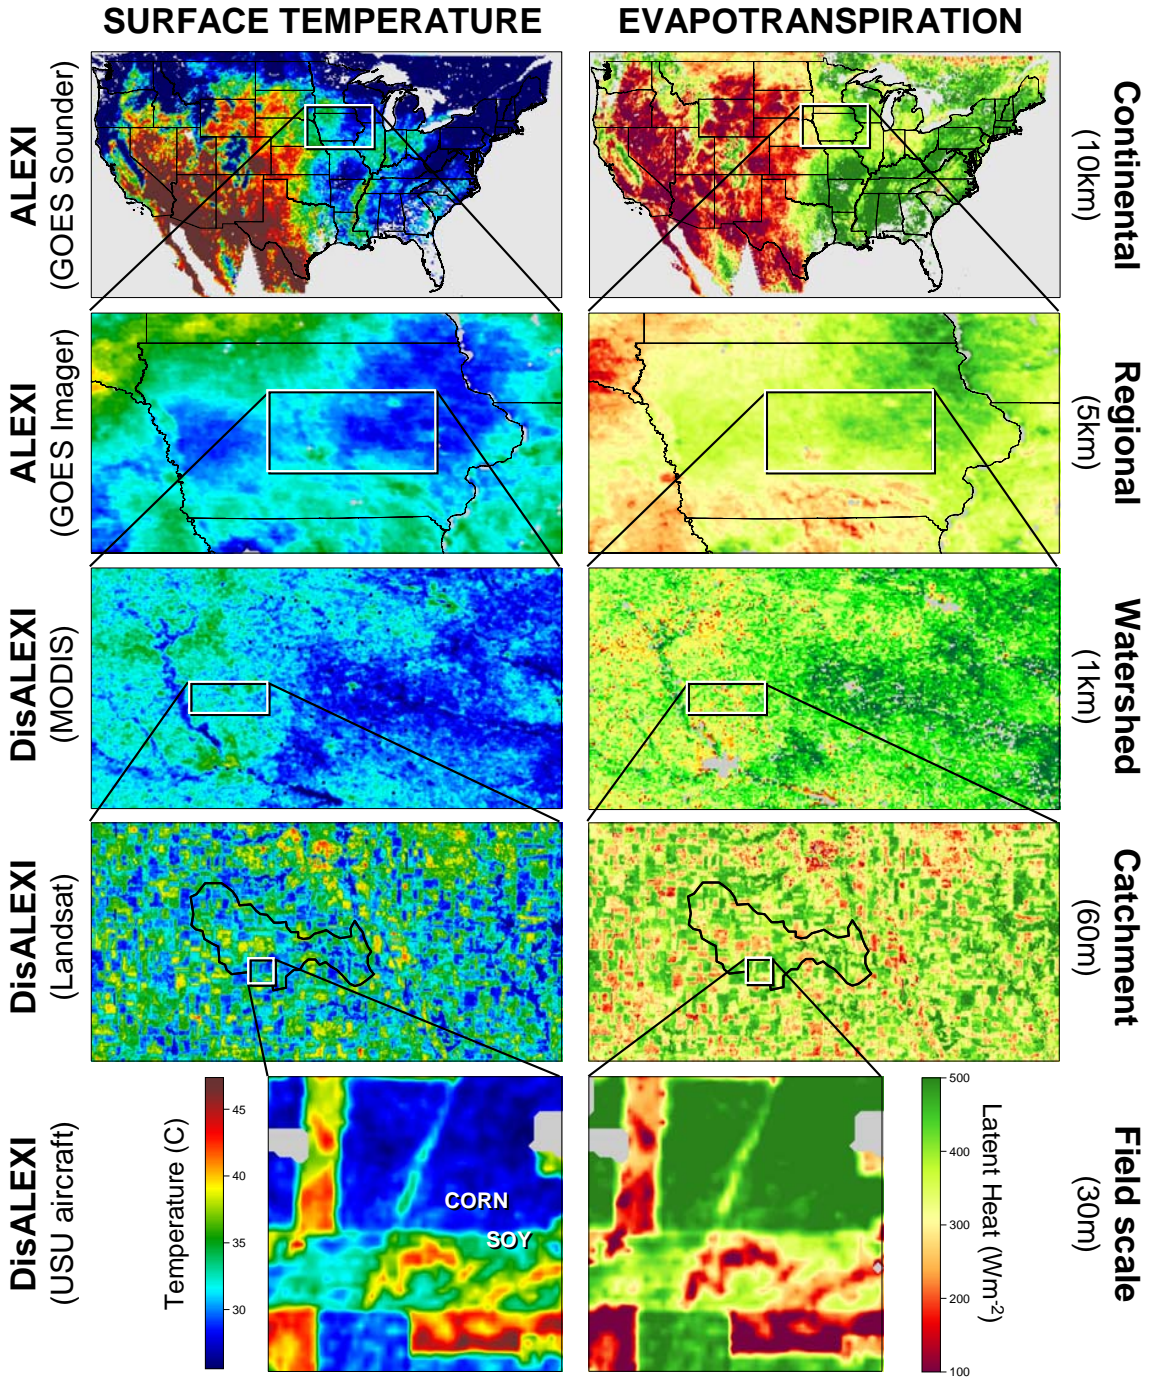 SURFACE TEMPERATURE
EVAPOTRANSPIRATION
ALEXI
(GOES Sounder)
Continental
(10km)
ALEXI
(GOES Imager)
Regional
(5km)
DisALEXI
(MODIS)
Watershed
(1km)
DisALEXI
(Landsat)
Catchment
(60m)
DisALEXI
(USU aircraft)
Temperature (C)
45
40
35
30
CORN
SOY
500
400
300
200
100
Latent Heat (Wm-2)
Field scale
(30m)